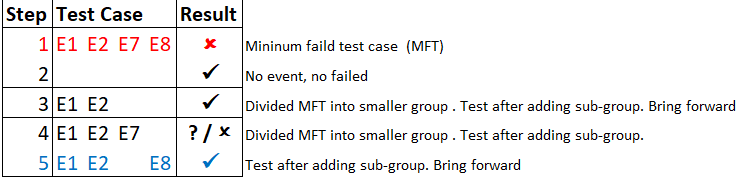 Step Test Case Result
1 E1 E2 E7 E8 ✘ Mininum faild test case (MFT)
2 ✓ No event, no failed
3 E1 E2 ✓ Divided MFT into smaller group . Test after adding sub-group. Bring forward
4 E1 E2 E7 ? / ✘ Divided MFT into smaller group . Test after adding sub-group.
5 E1 E2 E8 ✓ Test after adding sub-group. Bring forward